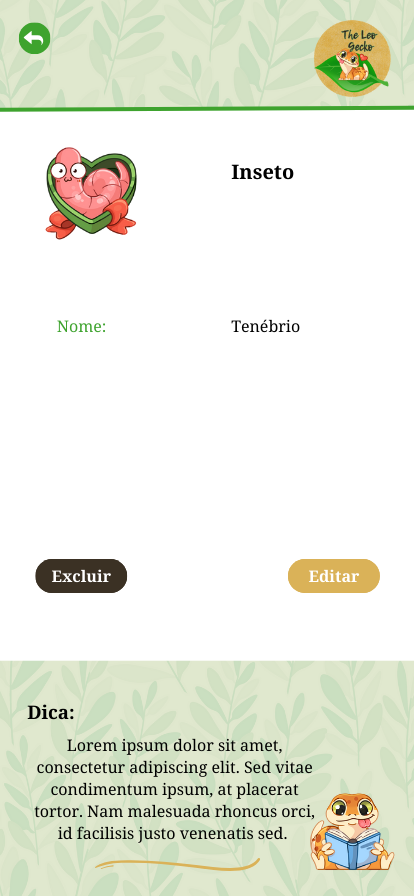 The Leo
Gecko
Inseto
Nome: Tenébrio
Excluir Editar
Dica:
Lorem ipsum dolor sit amet,
consectetur adipiscing elit. Sed vitae
condimentum ipsum, at placerat
tortor. Nam malesuada rhoncus orci,
id facilisis justo venenatis sed.